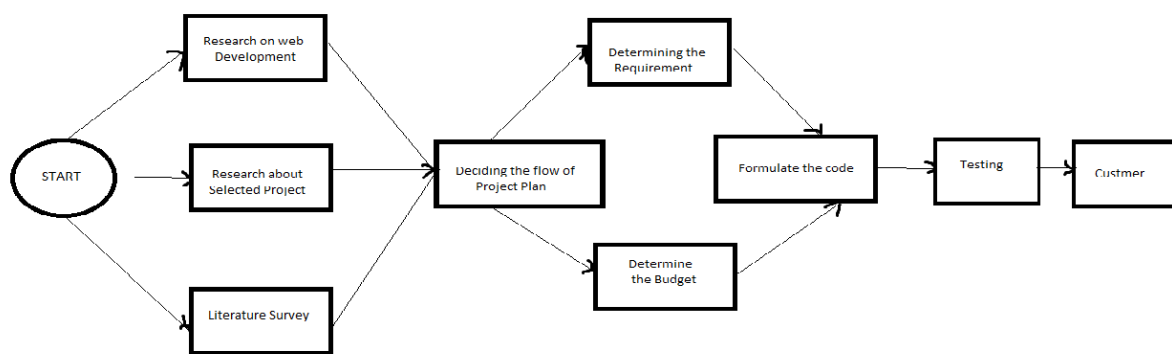 START
Research on web
Development
Research about
Selected Project
Literature Survey
Deciding the flow of
Project Plan
Determining the
Requirement
Determine
the Budget
Formulate the code
Testing
Custmer